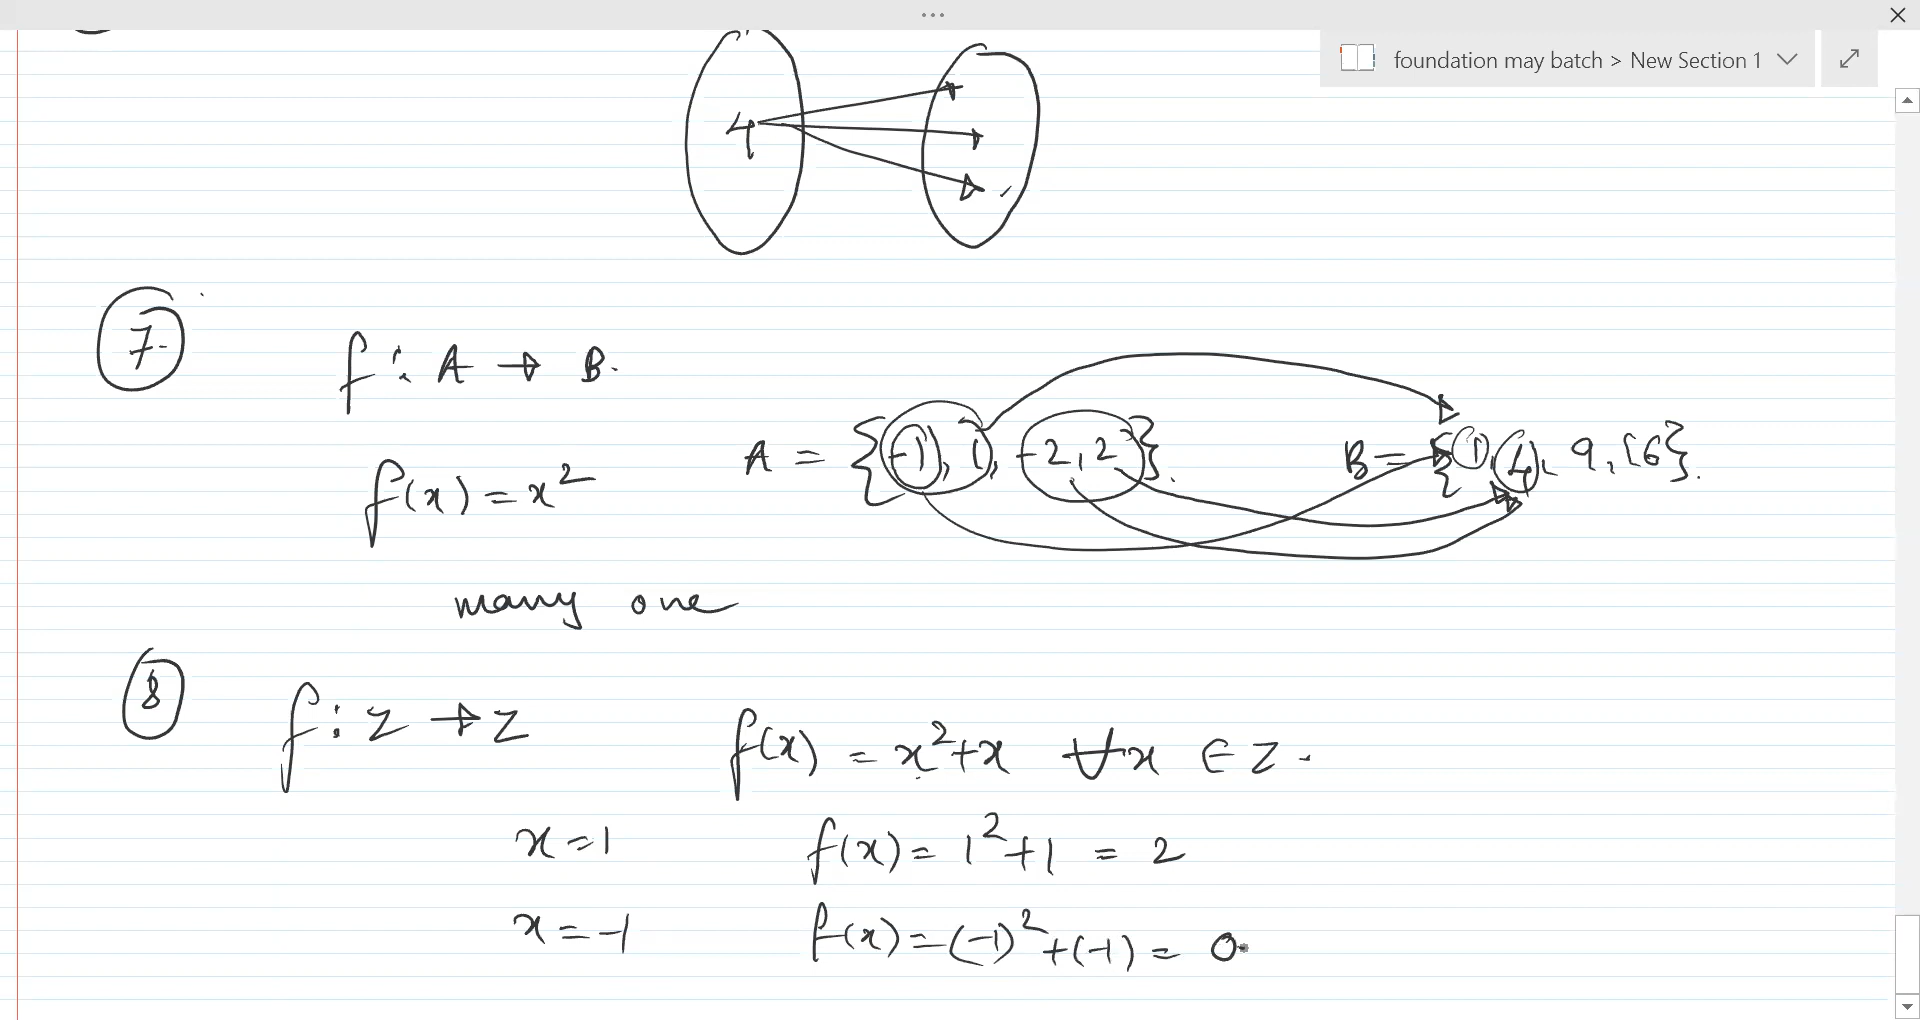 foundation may batch > New Section 1
4
7.
f : A → B.
A = {-1, 1, -2, 2}. B = {1, 4, 9, 16}.
f(x) = x²
many one
8
f : Z → Z f(x) = x²+x ∀x ∈ Z.
x=1 f(x) = 1²+1 = 2
x=-1 f(x) = (-1)²+(-1) = 0